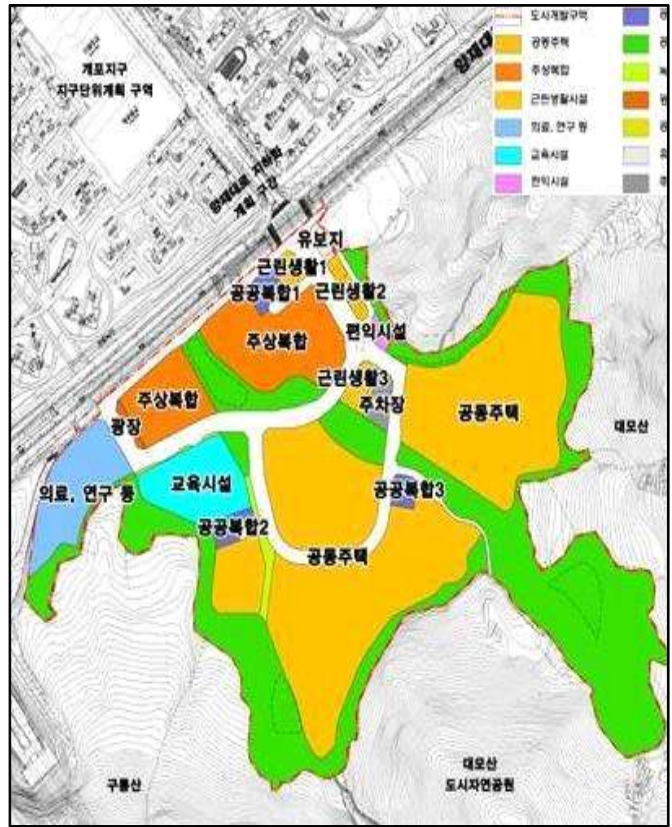 개포지구
지구단위계획 구역
양재대로 지하화
계획 구간
양재대
도시개발구역
공동주택
주상복합
근린생활시설
의료, 연구 등
교육시설
편익시설
유보지
근린생활1
공공복합1
근린생활2
주상복합
편익시설
근린생활3
주차장
공동주택
대모산
주상복합
광장
의료, 연구 등
교육시설
공공복합3
공공복합2
공동주택
구룡산
대모산
도시자연공원